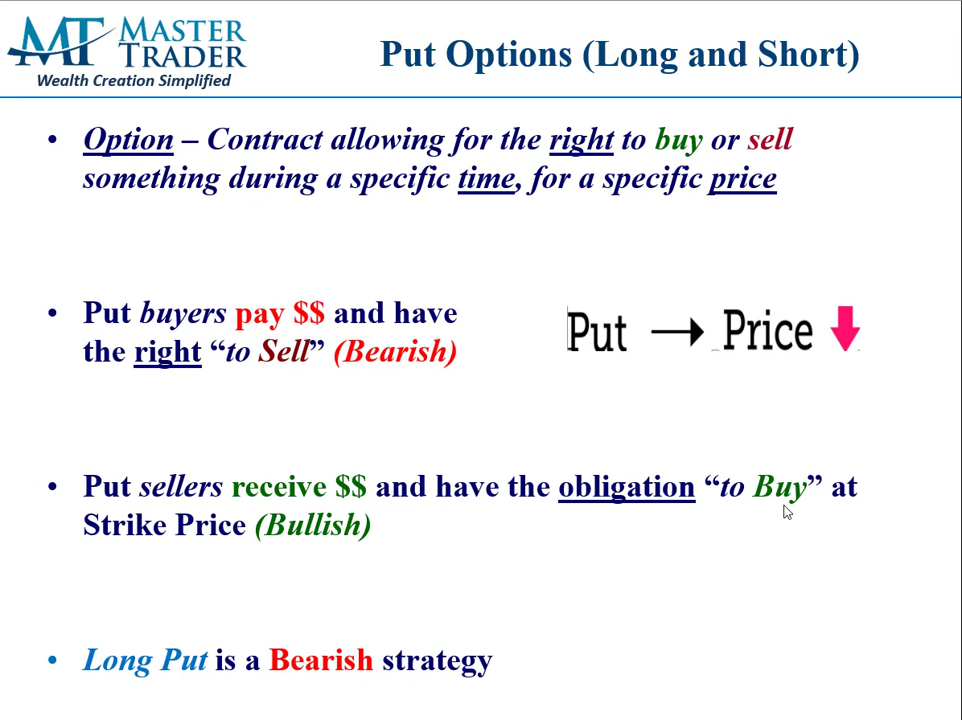 MT MASTER
TRADER
Wealth Creation Simplified
Put Options (Long and Short)
• Option – Contract allowing for the right to buy or sell
something during a specific time, for a specific price
• Put buyers pay $$ and have
the right “to Sell” (Bearish)
Put → Price
• Put sellers receive $$ and have the obligation “to Buy” at
Strike Price (Bullish)
• Long Put is a Bearish strategy